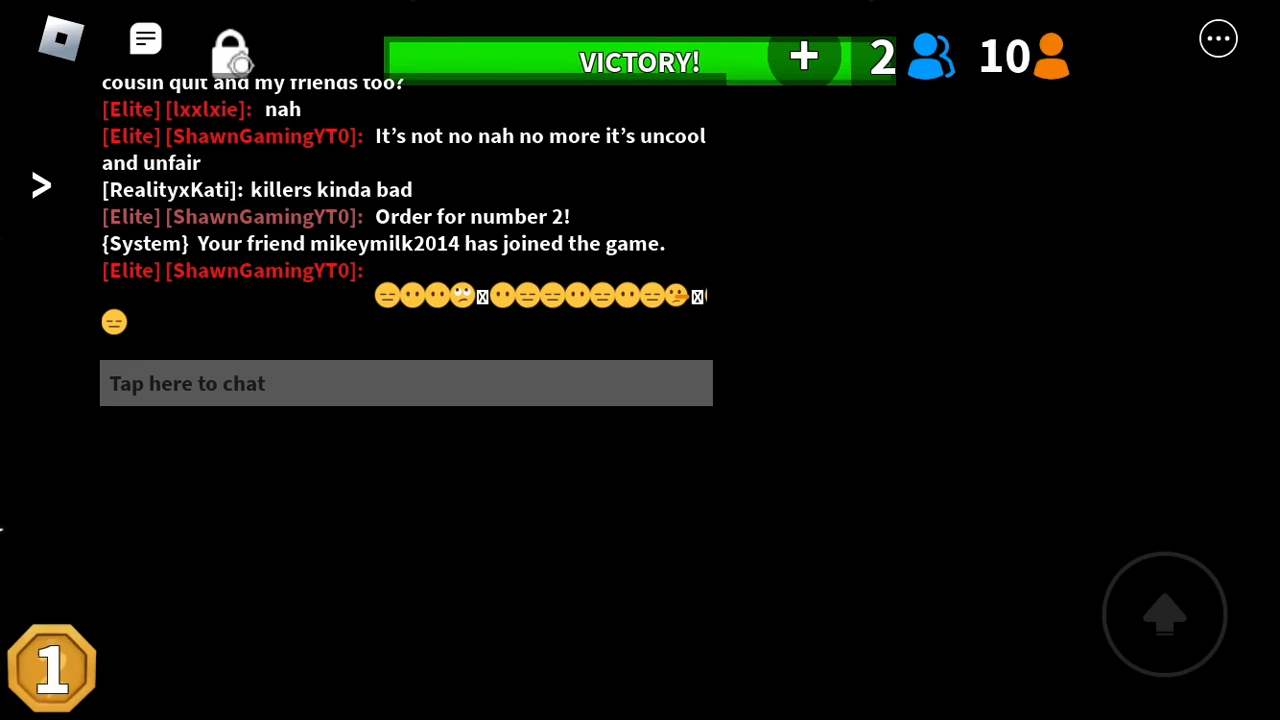 VICTORY!
+
2
10
cousin quit and my friends too?
[Elite] [lxxlxie]: nah
[Elite] [ShawnGamingYT0]: It’s not no nah no more it’s uncool
and unfair
>
[RealityxKati]: killers kinda bad
[Elite] [ShawnGamingYT0]: Order for number 2!
{System} Your friend mikeymilk2014 has joined the game.
[Elite] [ShawnGamingYT0]:
Tap here to chat
1